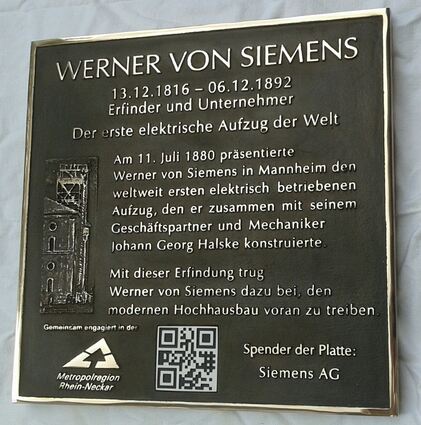 WERNER VON SIEMENS
13.12.1816 – 06.12.1892
Erfinder und Unternehmer
Der erste elektrische Aufzug der Welt
Am 11. Juli 1880 präsentierte
Werner von Siemens in Mannheim den
weltweit ersten elektrisch betriebenen
Aufzug, den er zusammen mit seinem
Geschäftspartner und Mechaniker
Johann Georg Halske konstruierte.
Mit dieser Erfindung trug
Werner von Siemens dazu bei, den
modernen Hochhausbau voran zu treiben.
Gemeinsam engagiert in der
Metropolregion
Rhein-Neckar
Spender der Platte:
Siemens AG